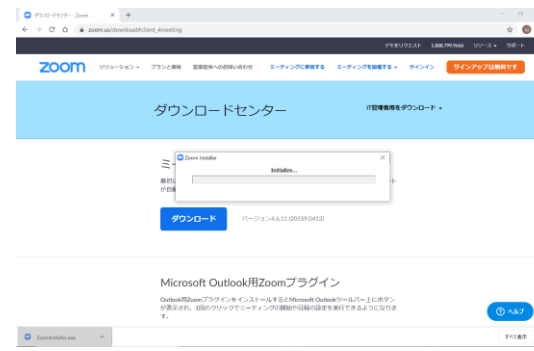 ダウンロードセンター - Zoom
zoom.us/download#client_4meeting
デモをリクエスト 1.888.799.9666 リソース サポート
zoom ソリューション プランと価格 営業担当へのお問い合わせ ミーティングに参加する ミーティングを開催する サインイン サインアップは無料です
ダウンロードセンター
IT管理者用をダウンロード
Zoom Installer
Initialize...
ミー
最初に
ト
が自動
ダウンロード バージョン4.6.11 (20559.0413)
Microsoft Outlook用Zoomプラグイン
Outlook用Zoomプラグインをインストールすると Microsoft Outlookツールバー上にボタン
が表示され、1回のクリックでミーティングの開始や日程の設定を実行できるようになりま
す。
ヘルプ
ZoomInstaller.exe
すべて表示